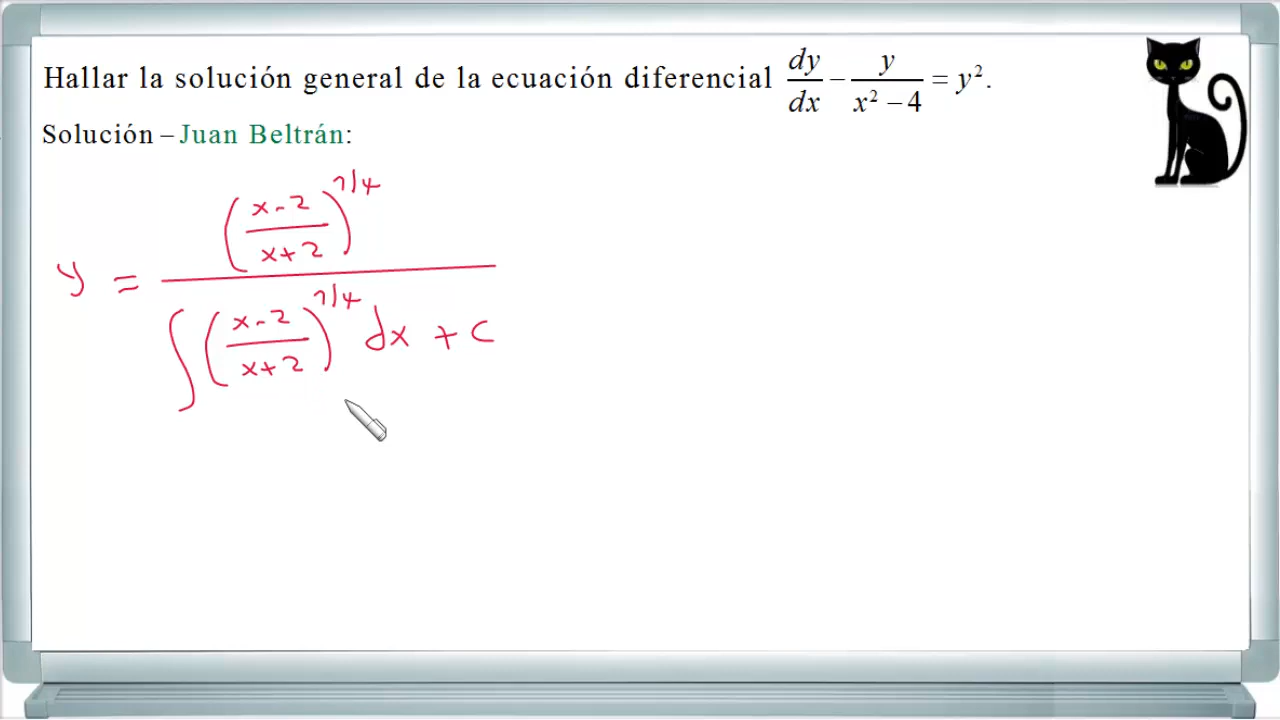 Hallar la solución general de la ecuación diferencial dy/dx − y/(x² − 4) = y².
Solución – Juan Beltrán:
y = ((x-2)/(x+2))^(1/4) / (∫ ((x-2)/(x+2))^(1/4) dx + c)